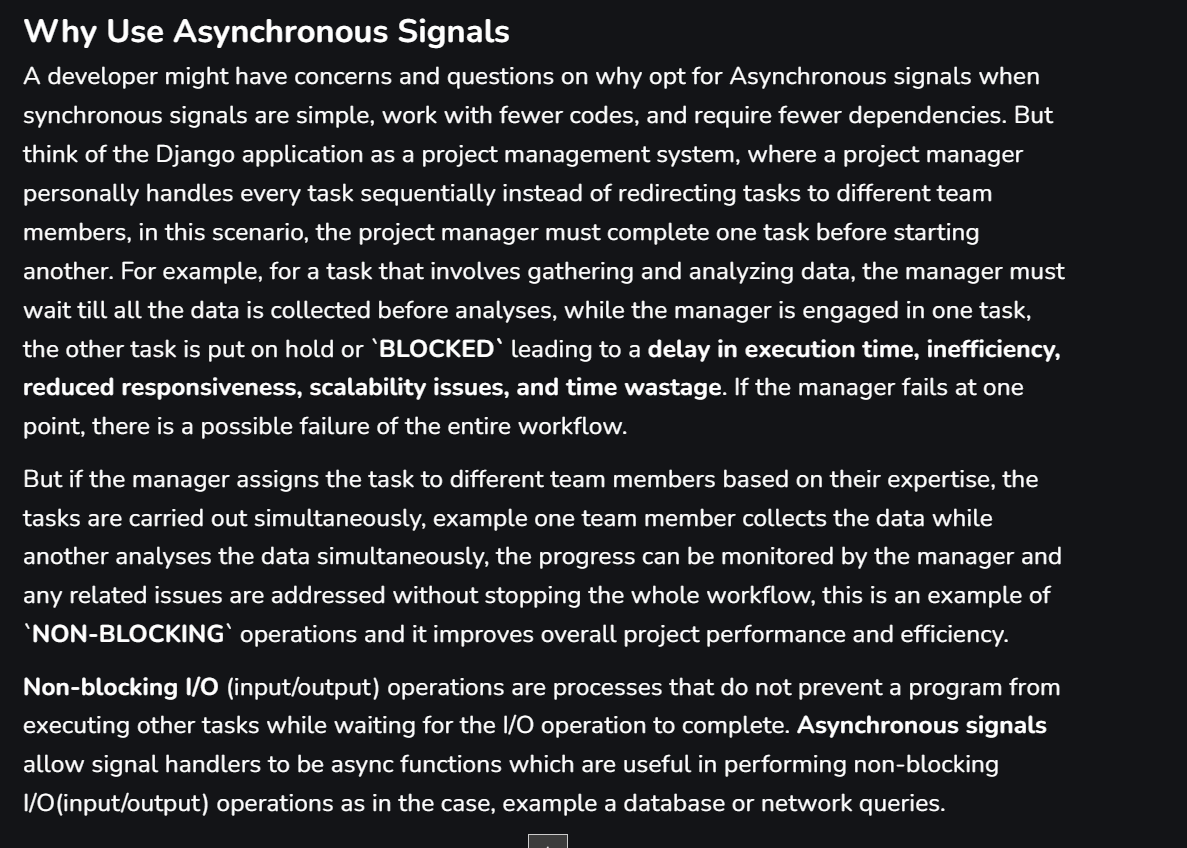 Why Use Asynchronous Signals
A developer might have concerns and questions on why opt for Asynchronous signals when
synchronous signals are simple, work with fewer codes, and require fewer dependencies. But
think of the Django application as a project management system, where a project manager
personally handles every task sequentially instead of redirecting tasks to different team
members, in this scenario, the project manager must complete one task before starting
another. For example, for a task that involves gathering and analyzing data, the manager must
wait till all the data is collected before analyses, while the manager is engaged in one task,
the other task is put on hold or `BLOCKED` leading to a delay in execution time, inefficiency,
reduced responsiveness, scalability issues, and time wastage. If the manager fails at one
point, there is a possible failure of the entire workflow.
But if the manager assigns the task to different team members based on their expertise, the
tasks are carried out simultaneously, example one team member collects the data while
another analyses the data simultaneously, the progress can be monitored by the manager and
any related issues are addressed without stopping the whole workflow, this is an example of
`NON-BLOCKING` operations and it improves overall project performance and efficiency.
Non-blocking I/O (input/output) operations are processes that do not prevent a program from
executing other tasks while waiting for the I/O operation to complete. Asynchronous signals
allow signal handlers to be async functions which are useful in performing non-blocking
I/O(input/output) operations as in the case, example a database or network queries.